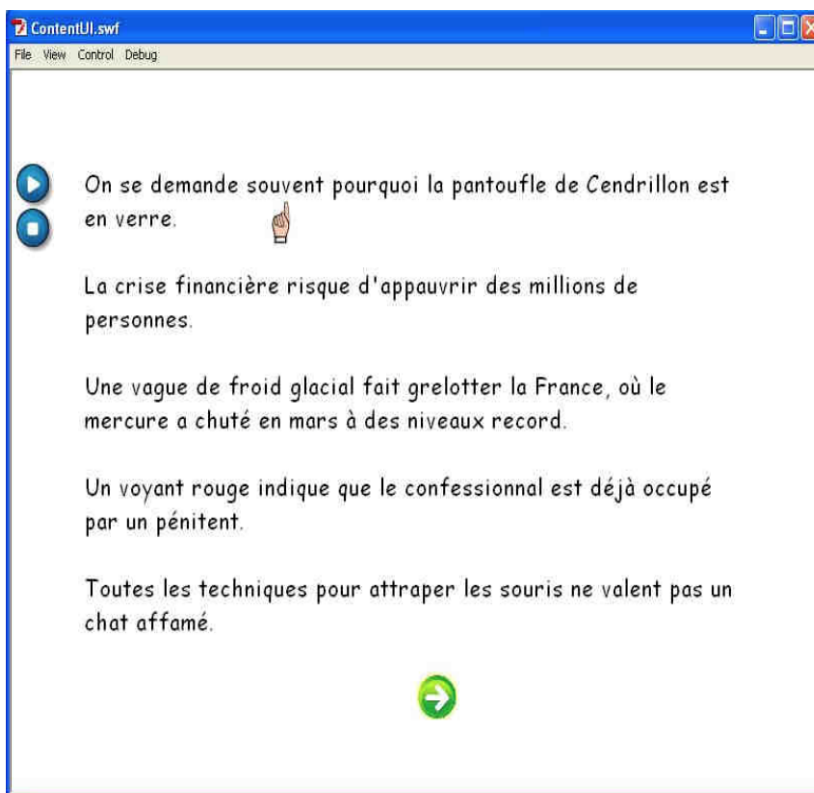 ContentUI.swf
File View Control Debug
On se demande souvent pourquoi la pantoufle de Cendrillon est
en verre.
La crise financière risque d'appauvrir des millions de
personnes.
Une vague de froid glacial fait grelotter la France, où le
mercure a chuté en mars à des niveaux record.
Un voyant rouge indique que le confessionnal est déjà occupé
par un pénitent.
Toutes les techniques pour attraper les souris ne valent pas un
chat affamé.